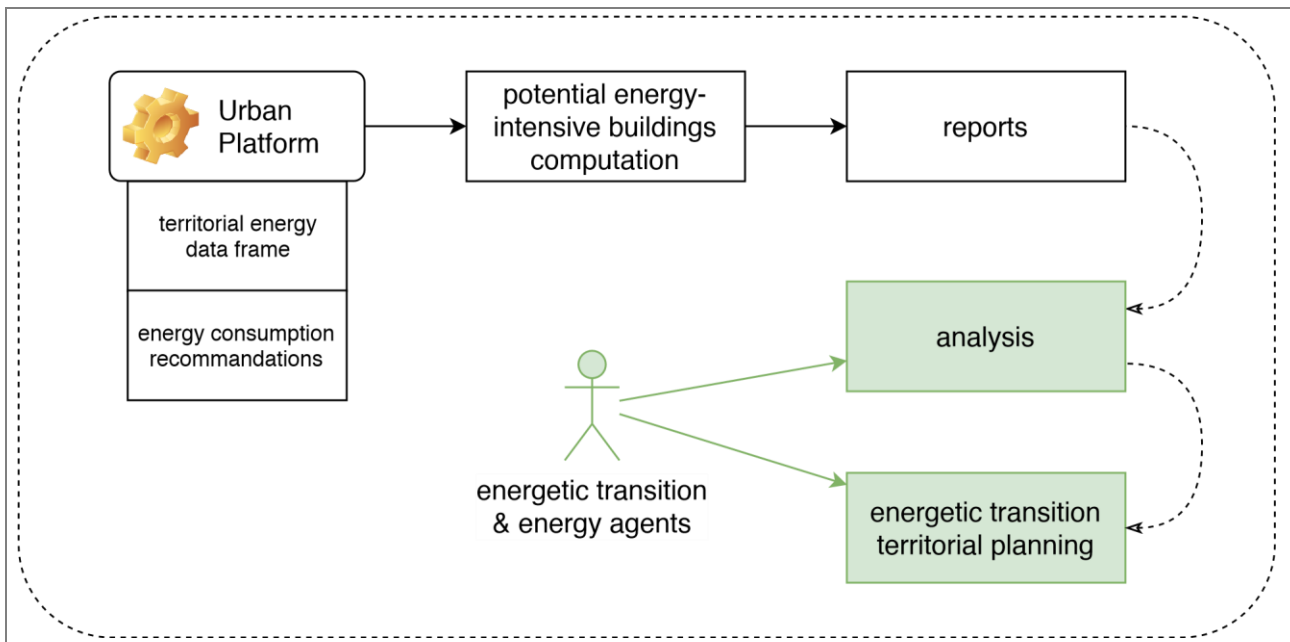 Urban
Platform
potential energy-
intensive buildings
computation
reports
territorial energy
data frame
energy consumption
recommandations
analysis
energetic transition
& energy agents
energetic transition
territorial planning